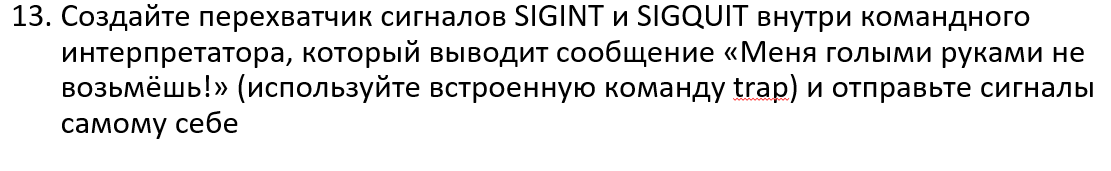 13. Создайте перехватчик сигналов SIGINT и SIGQUIT внутри командного
интерпретатора, который выводит сообщение «Меня голыми руками не
возьмёшь!» (используйте встроенную команду trap) и отправьте сигналы
самому себе